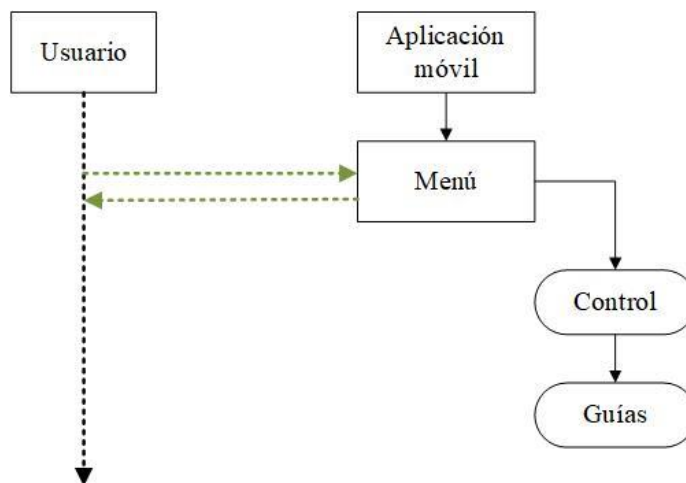 Usuario
Aplicación
móvil
Menú
Control
Guías